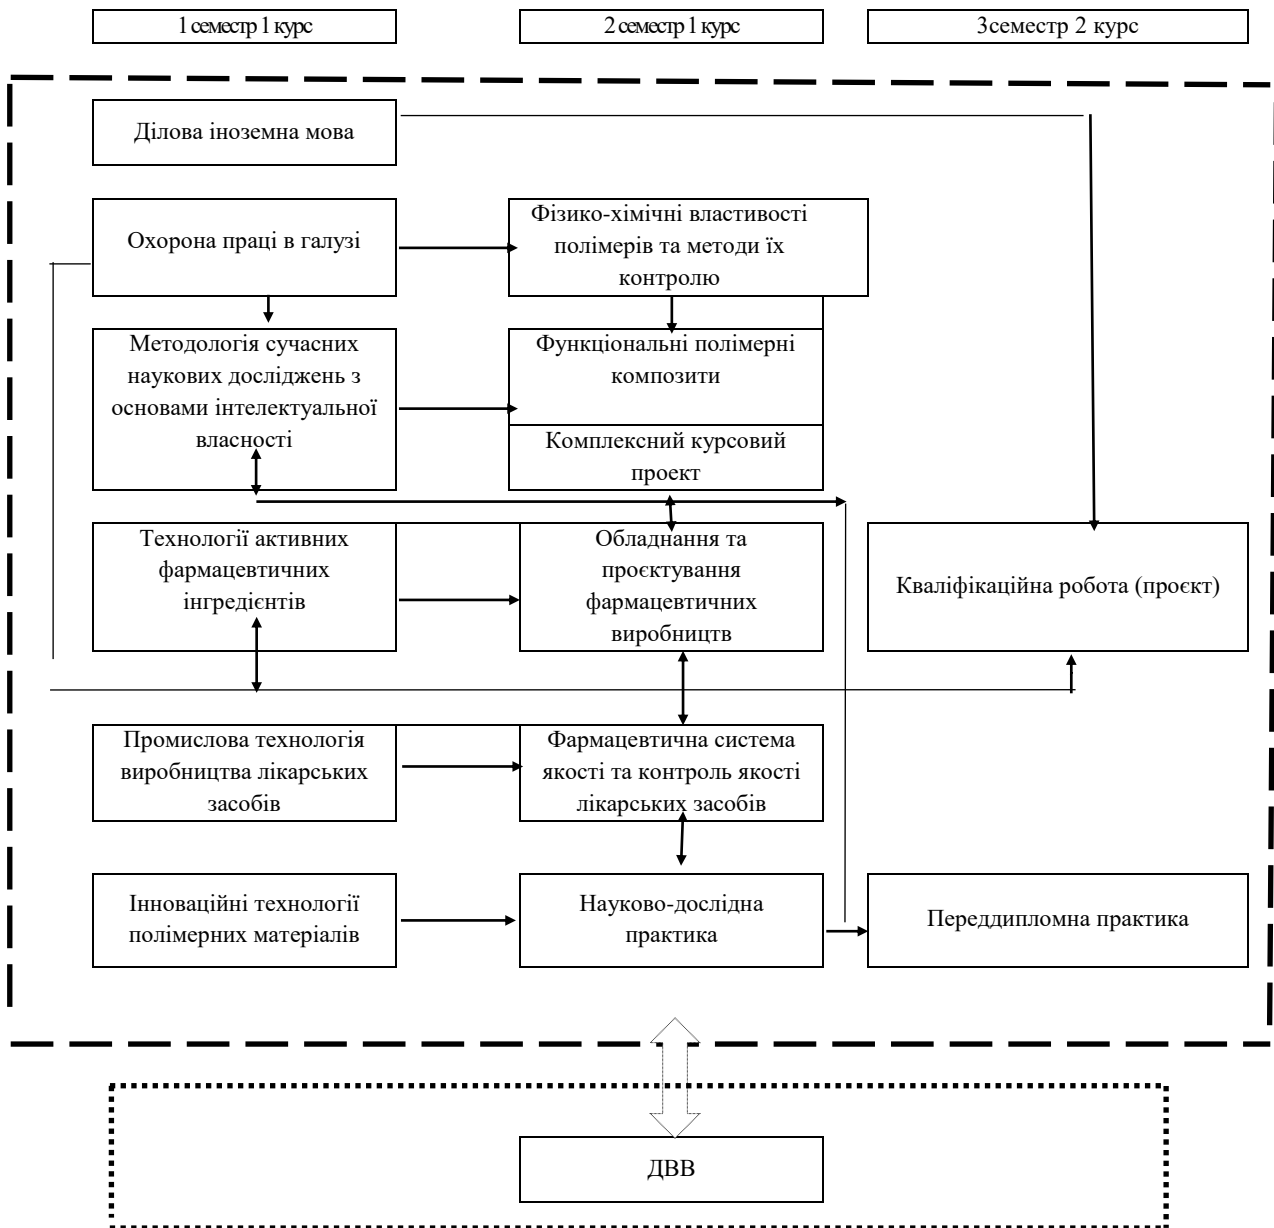 1 семестр 1 курс
2 семестр 1 курс
3семестр 2 курс
Ділова іноземна мова
Охорона праці в галузі
Фізико-хімічні властивості
полімерів та методи їх
контролю
Методологія сучасних
наукових досліджень з
основами інтелектуальної
власності
Функціональні полімерні
композити
Комплексний курсовий
проект
Технології активних
фармацевтичних
інгредієнтів
Обладнання та
проєктування
фармацевтичних
виробництв
Кваліфікаційна робота (проєкт)
Промислова технологія
виробництва лікарських
засобів
Фармацевтична система
якості та контроль якості
лікарських засобів
Інноваційні технології
полімерних матеріалів
Науково-дослідна
практика
Переддипломна практика
ДВВ